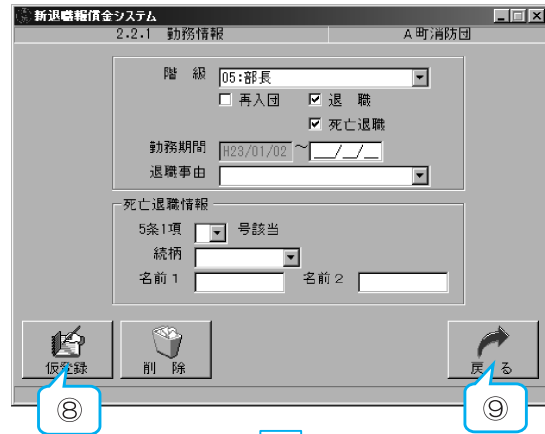 新退職報償金システム
2.2.1 勤務情報 A町消防団
階 級 05:部長
再入団 退 職
死亡退職
勤務期間 H23/01/02 ~ __/__/__
退職事由
死亡退職情報
5条1項 号該当
続柄
名前1 名前2
仮登録 削 除 戻 る
⑧ ⑨